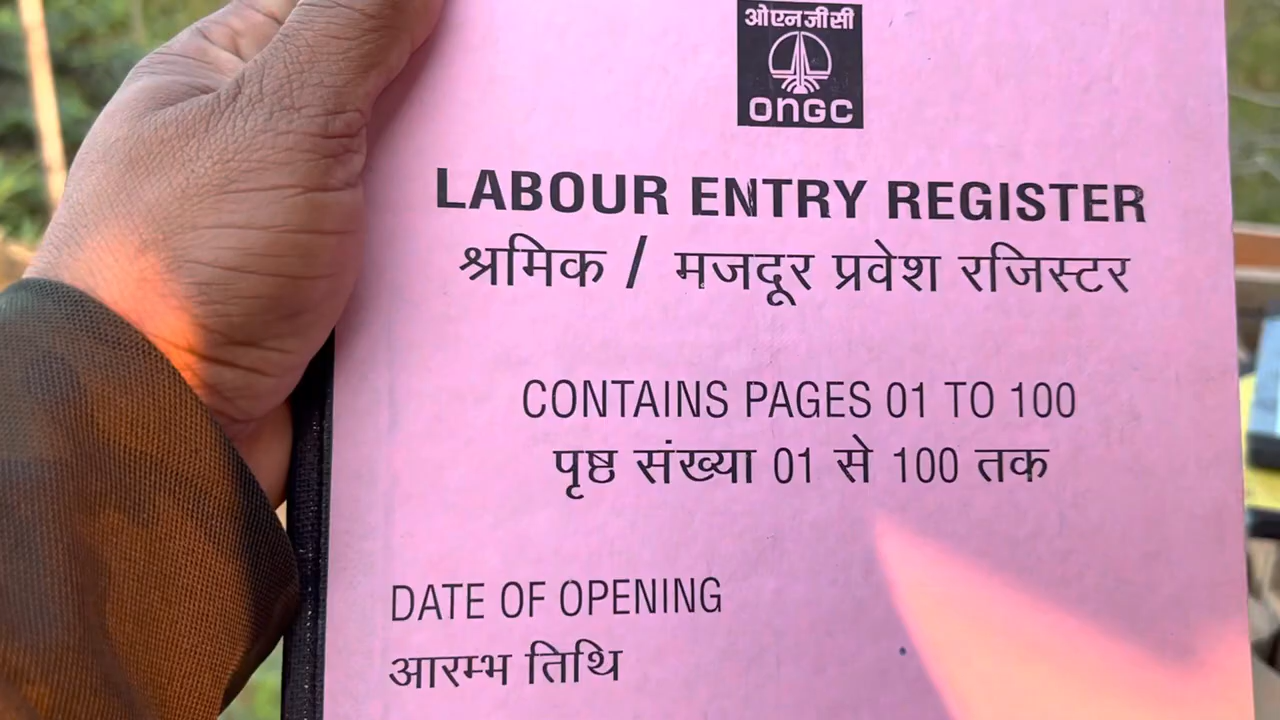 ओएनजीसी
ONGC
LABOUR ENTRY REGISTER
श्रमिक / मजदूर प्रवेश रजिस्टर
CONTAINS PAGES 01 TO 100
पृष्ठ संख्या 01 से 100 तक
DATE OF OPENING
आरम्भ तिथि